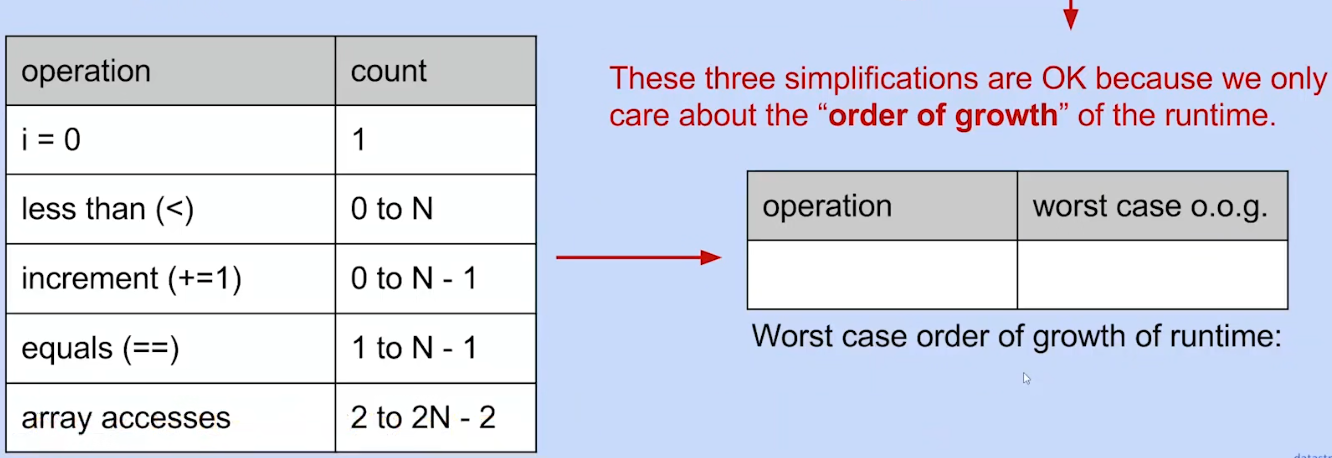 operation count
i = 0 1
less than (<) 0 to N
increment (+=1) 0 to N - 1
equals (==) 1 to N - 1
array accesses 2 to 2N - 2
These three simplifications are OK because we only
care about the “order of growth” of the runtime.
operation worst case o.o.g.
Worst case order of growth of runtime: